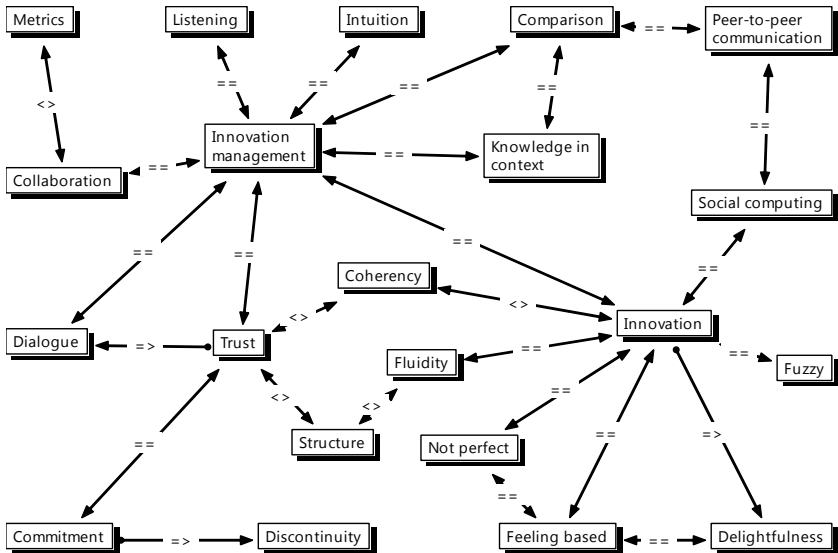 Metrics
Listening
Intuition
Comparison
==
Peer-to-peer
communication
<>
==
==
==
==
==
Innovation
management
==
Knowledge in
context
==
Collaboration
==
Social computing
==
==
==
==
Coherency
<>
<>
Innovation
Dialogue
=>
Trust
Fluidity
==
==
Fuzzy
<>
<>
==
Structure
==
==
=>
Not perfect
==
Commitment
=>
Discontinuity
Feeling based
==
Delightfulness